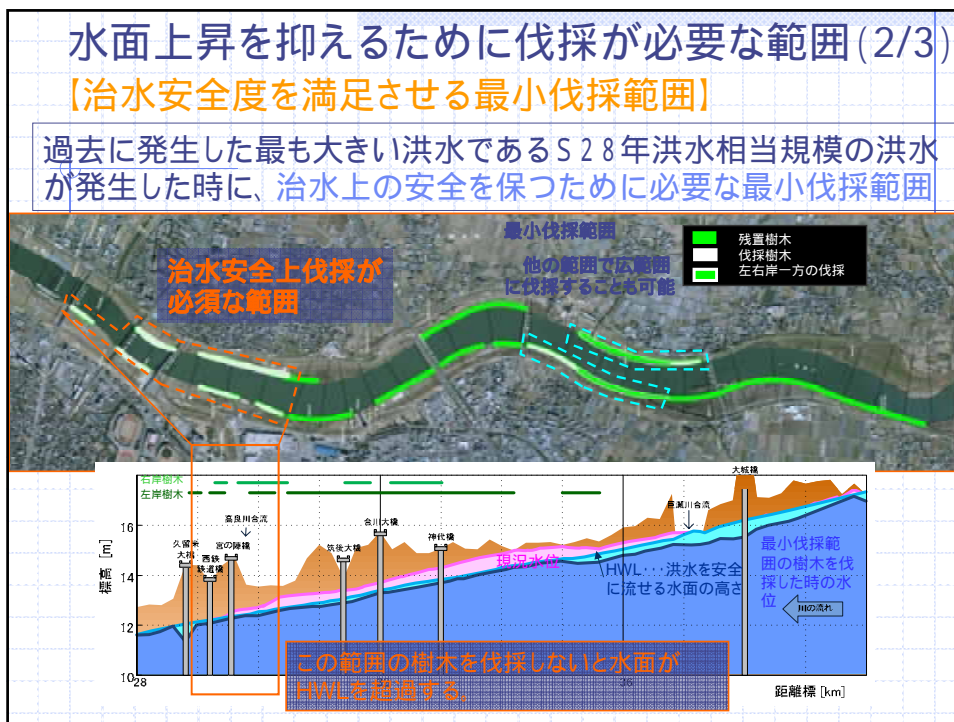 水面上昇を抑えるために伐採が必要な範囲(2/3)
【治水安全度を満足させる最小伐採範囲】
過去に発生した最も大きい洪水であるS28年洪水相当規模の洪水
が発生した時に、治水上の安全を保つために必要な最小伐採範囲
最小伐採範囲
他の範囲で広範囲
に伐採することも可能
残置樹木
伐採樹木
左右岸一方の伐採
治水安全上伐採が
必須な範囲
右岸樹木
左岸樹木
大城橋
高良川合流
巨瀬川合流
久留米
大橋
西鉄
鉄道橋
宮の陣橋
筑後大橋
合川大橋
神代橋
標高 [m]
16
14
12
10
現況水位
HWL・・・洪水を安全
に流せる水面の高さ
最小伐採範
囲の樹木を伐
採した時の水
位
川の流れ
この範囲の樹木を伐採しないと水面が
HWLを超過する。
28
36
距離標 [km]